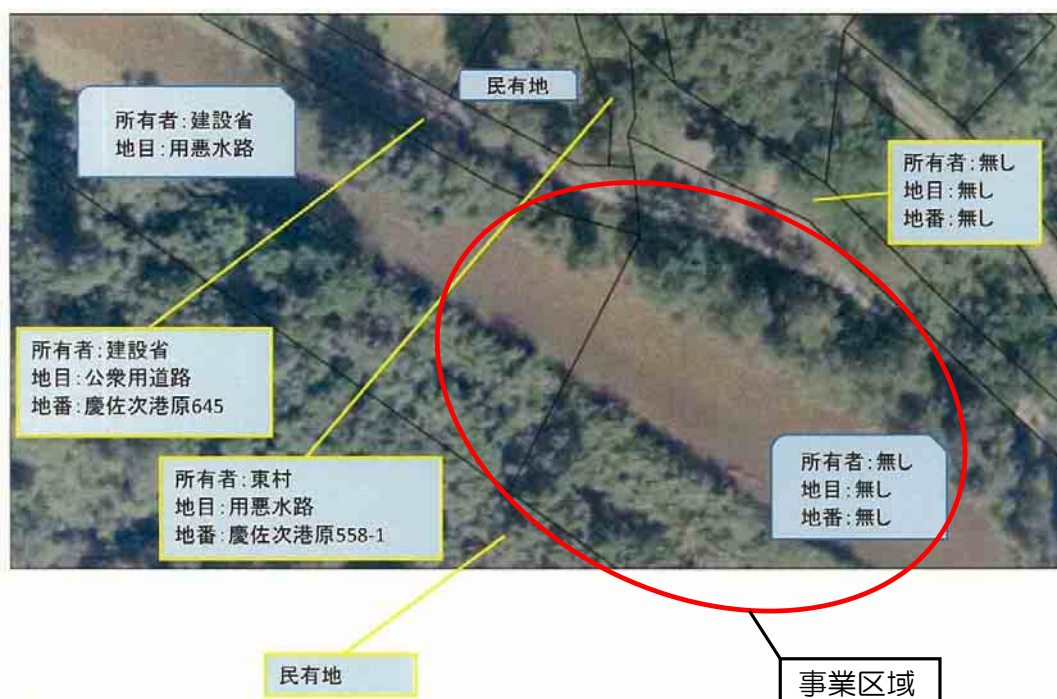 民有地
所有者:建設省
地目:用悪水路
所有者:無し
地目:無し
地番:無し
所有者:建設省
地目:公衆用道路
地番:慶佐次港原645
所有者:東村
地目:用悪水路
地番:慶佐次港原558-1
所有者:無し
地目:無し
地番:無し
民有地
事業区域